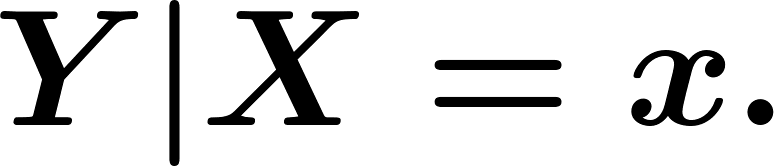 Y|X = x.